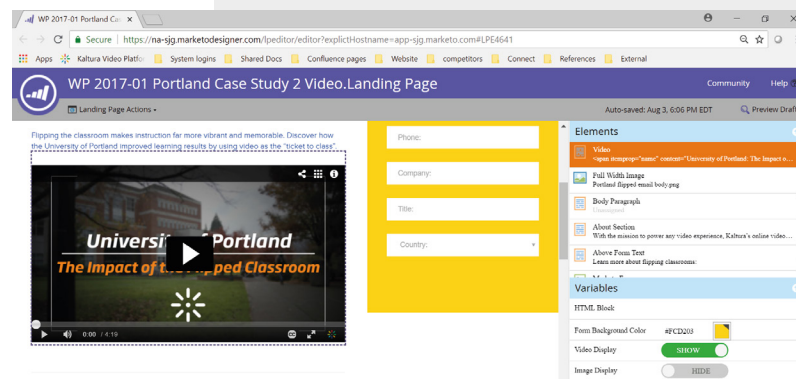 WP 2017-01 Portland Cas
Secure https://na-sjg.marketodesigner.com/lpeditor/editor?explictHostname=app-sjg.marketo.com#LPE4641
Apps Kaltura Video Platfo System logins Shared Docs Confluence pages Website competitors Connect References External
WP 2017-01 Portland Case Study 2 Video.Landing Page
Community Help
Landing Page Actions
Auto-saved: Aug 3, 6:06 PM EDT Preview Draft
Flipping the classroom makes instruction far more vibrant and memorable. Discover how
the University of Portland improved learning results by using video as the "ticket to class".
Universi of Portland
The Impact of t pped Classroom
0:00 / 4:19
CC
Phone:
Company:
Title:
Country:
Elements
Video
<span itemprop="name" content="University of Portland: The Impact o...
Full Width Image
Portland flipped email body.png
Body Paragraph
Unassigned
About Section
With the mission to power any video experience, Kaltura's online video...
Above Form Text
Learn more about flipping classrooms:
Variables
HTML Block
Form Background Color #FCD203
Video Display SHOW
Image Display HIDE